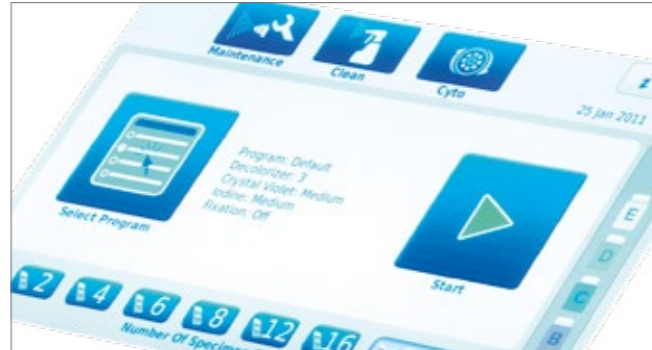 Maintenance
Clean
Cyto
25 Jan 2011
Program: Default
Decolorizer: 3
Crystal Violet: Medium
Iodine: Medium
Fixation: Off
Select Program
Start
E
D
C
B
2
4
6
8
12
16
Number Of